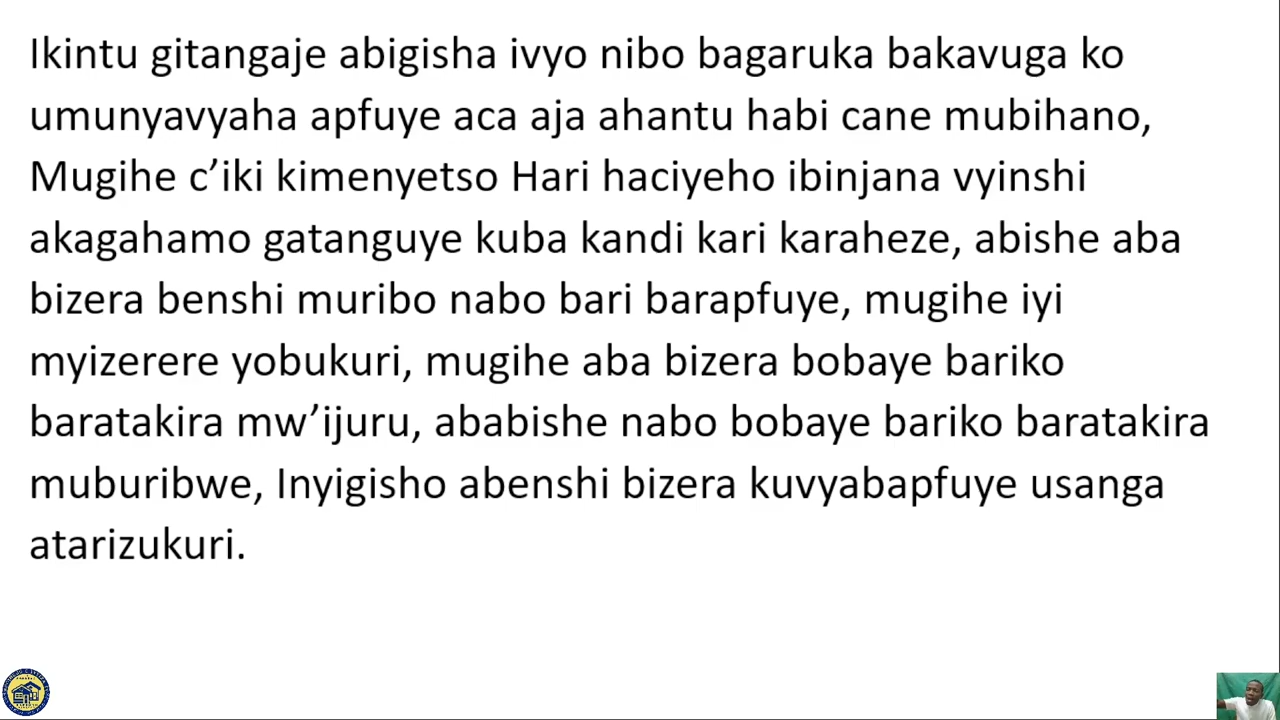 Ikintu gitangaje abigisha ivyo nibo bagaruka bakavuga ko
umunyavyaha apfuye aca aja ahantu habi cane mubihano,
Mugihe c’iki kimenyetso Hari haciyeho ibinjana vyinshi
akagahamo gatanguye kuba kandi kari karaheze, abishe aba
bizera benshi muribo nabo bari barapfuye, mugihe iyi
myizerere yobukuri, mugihe aba bizera bobaye bariko
baratakira mw’ijuru, ababishe nabo bobaye bariko baratakira
muburibwe, Inyigisho abenshi bizera kuvyabapfuye usanga
atarizukuri.